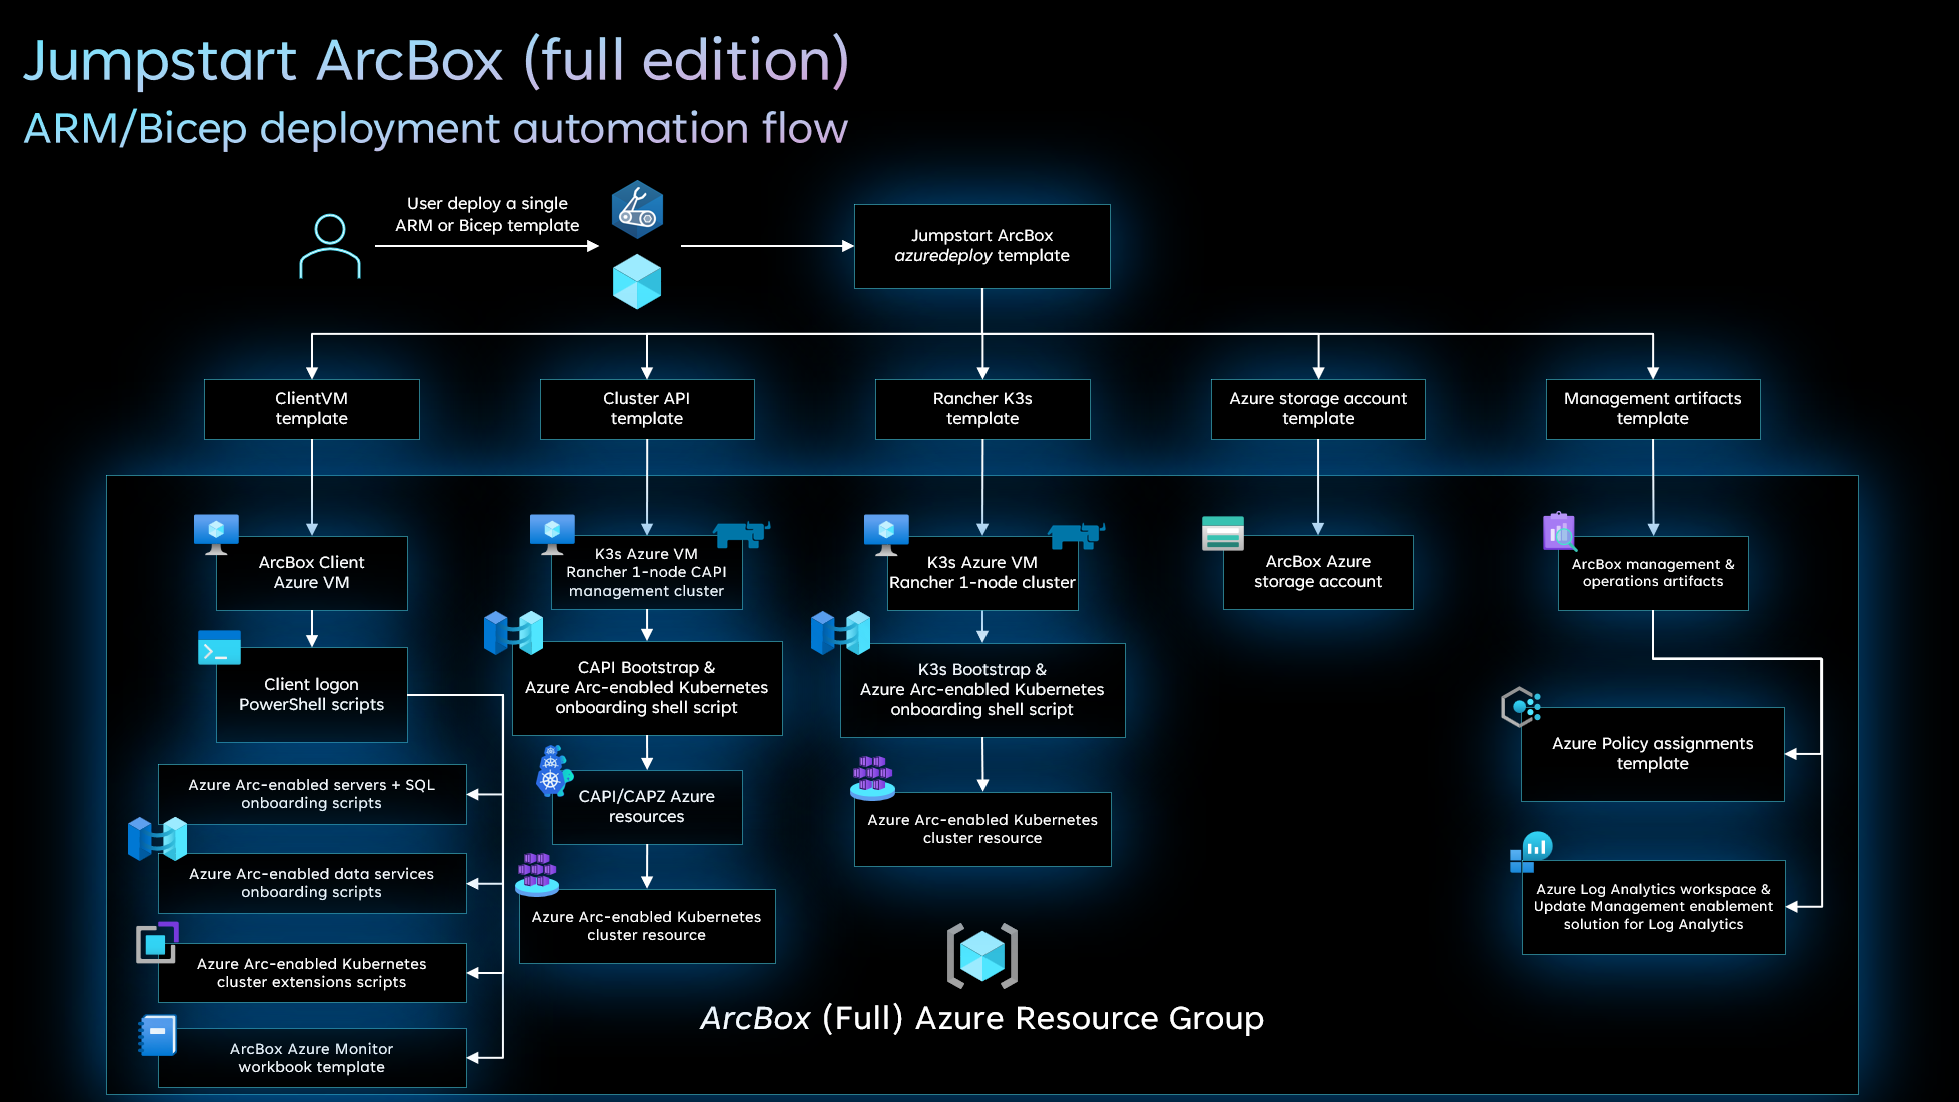 Jumpstart ArcBox (full edition)
ARM/Bicep deployment automation flow
User deploy a single
ARM or Bicep template
Jumpstart ArcBox
azuredeploy template
ClientVM
template
Cluster API
template
Rancher K3s
template
Azure storage account
template
Management artifacts
template
ArcBox Client
Azure VM
Client logon
PowerShell scripts
Azure Arc-enabled servers + SQL
onboarding scripts
Azure Arc-enabled data services
onboarding scripts
Azure Arc-enabled Kubernetes
cluster extensions scripts
ArcBox Azure Monitor
workbook template
K3s Azure VM
Rancher 1-node CAPI
management cluster
CAPI Bootstrap &
Azure Arc-enabled Kubernetes
onboarding shell script
CAPI/CAPZ Azure
resources
Azure Arc-enabled Kubernetes
cluster resource
K3s Azure VM
Rancher 1-node cluster
K3s Bootstrap &
Azure Arc-enabled Kubernetes
onboarding shell script
Azure Arc-enabled Kubernetes
cluster resource
ArcBox Azure
storage account
ArcBox management &
operations artifacts
Azure Policy assignments
template
Azure Log Analytics workspace &
Update Management enablement
solution for Log Analytics
ArcBox (Full) Azure Resource Group